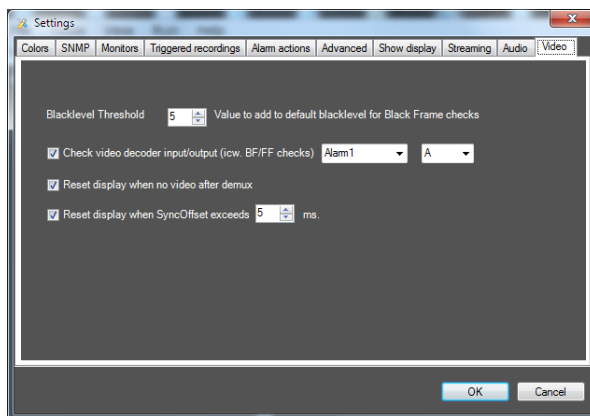 Settings
Colors SNMP Monitors Triggered recordings Alarm actions Advanced Show display Streaming Audio Video
Blacklevel Threshold 5 Value to add to default blacklevel for Black Frame checks
Check video decoder input/output (icw. BF/FF checks) Alarm1 A
Reset display when no video after demux
Reset display when SyncOffset exceeds 5 ms.
OK Cancel